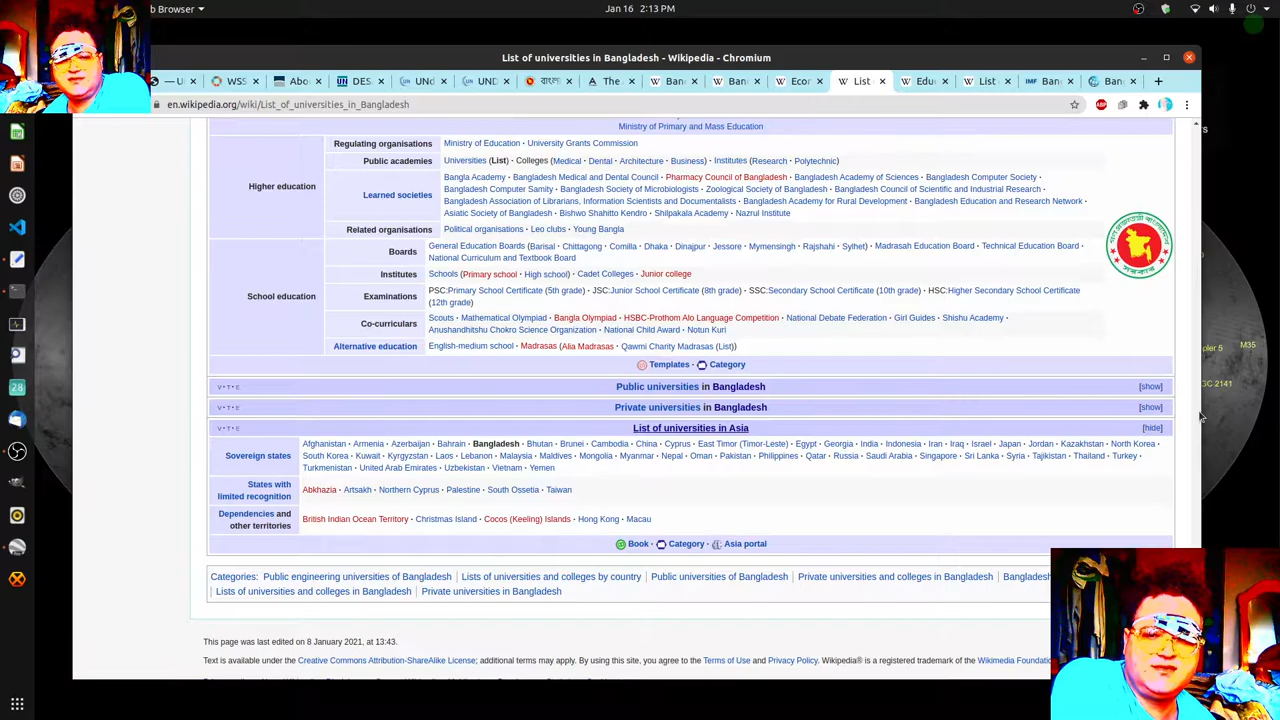 b Browser
Jan 16 2:13 PM
List of universities in Bangladesh - Wikipedia - Chromium
— U
WSS
Abo
DES
UNd
UND
বাংলা
The
Ban
Ban
Econ
List
Edu
List
Ban
Ban
en.wikipedia.org/wiki/List_of_universities_in_Bangladesh
Ministry of Primary and Mass Education
Higher education
Regulating organisations
Ministry of Education · University Grants Commission
Public academies
Universities (List) · Colleges (Medical · Dental · Architecture · Business) · Institutes (Research · Polytechnic)
Learned societies
Bangla Academy · Bangladesh Medical and Dental Council · Pharmacy Council of Bangladesh · Bangladesh Academy of Sciences · Bangladesh Computer Society ·
Bangladesh Computer Samity · Bangladesh Society of Microbiologists · Zoological Society of Bangladesh · Bangladesh Council of Scientific and Industrial Research ·
Bangladesh Association of Librarians, Information Scientists and Documentalists · Bangladesh Academy for Rural Development · Bangladesh Education and Research Network ·
Asiatic Society of Bangladesh · Bishwo Shahitto Kendro · Shilpakala Academy · Nazrul Institute
Related organisations
Political organisations · Leo clubs · Young Bangla
School education
Boards
General Education Boards (Barisal · Chittagong · Comilla · Dhaka · Dinajpur · Jessore · Mymensingh · Rajshahi · Sylhet) · Madrasah Education Board · Technical Education Board ·
National Curriculum and Textbook Board
Institutes
Schools (Primary school · High school) · Cadet Colleges · Junior college
Examinations
PSC:Primary School Certificate (5th grade) · JSC:Junior School Certificate (8th grade) · SSC:Secondary School Certificate (10th grade) · HSC:Higher Secondary School Certificate
(12th grade)
Co-curriculars
Scouts · Mathematical Olympiad · Bangla Olympiad · HSBC-Prothom Alo Language Competition · National Debate Federation · Girl Guides · Shishu Academy ·
Anushandhitshu Chokro Science Organization · National Child Award · Notun Kuri
Alternative education
English-medium school · Madrasas (Alia Madrasas · Qawmi Charity Madrasas (List))
Templates · Category
V · T · E
Public universities in Bangladesh
[show]
V · T · E
Private universities in Bangladesh
[show]
V · T · E
List of universities in Asia
[hide]
Sovereign states
Afghanistan · Armenia · Azerbaijan · Bahrain · Bangladesh · Bhutan · Brunei · Cambodia · China · Cyprus · East Timor (Timor-Leste) · Egypt · Georgia · India · Indonesia · Iran · Iraq · Israel · Japan · Jordan · Kazakhstan · North Korea ·
South Korea · Kuwait · Kyrgyzstan · Laos · Lebanon · Malaysia · Maldives · Mongolia · Myanmar · Nepal · Oman · Pakistan · Philippines · Qatar · Russia · Saudi Arabia · Singapore · Sri Lanka · Syria · Tajikistan · Thailand · Turkey ·
Turkmenistan · United Arab Emirates · Uzbekistan · Vietnam · Yemen
States with
limited recognition
Abkhazia · Artsakh · Northern Cyprus · Palestine · South Ossetia · Taiwan
Dependencies and
other territories
British Indian Ocean Territory · Christmas Island · Cocos (Keeling) Islands · Hong Kong · Macau
Book · Category · Asia portal
Categories: Public engineering universities of Bangladesh | Lists of universities and colleges by country | Public universities of Bangladesh | Private universities and colleges in Bangladesh | Bangladesh
Lists of universities and colleges in Bangladesh | Private universities in Bangladesh
This page was last edited on 8 January 2021, at 13:43.
Text is available under the Creative Commons Attribution-ShareAlike License; additional terms may apply. By using this site, you agree to the Terms of Use and Privacy Policy. Wikipedia® is a registered trademark of the Wikimedia
pler 5
M35
GC 2141
28